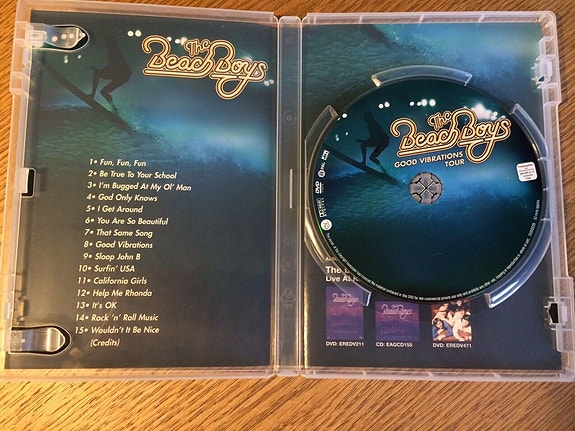 The
Beach Boys
1• Fun, Fun, Fun
2• Be True To Your School
3• I'm Bugged At My Ol' Man
4• God Only Knows
5• I Get Around
6• You Are So Beautiful
7• That Same Song
8• Good Vibrations
9• Sloop John B
10• Surfin' USA
11• California Girls
12• Help Me Rhonda
13• It's OK
14• Rock 'n' Roll Music
15• Wouldn't It Be Nice
(Credits)
The
Beach Boys
GOOD VIBRATIONS
TOUR
DVD
The
Live At
DVD: EREDV211
CD: EAGCD155
DVD: EREDV471